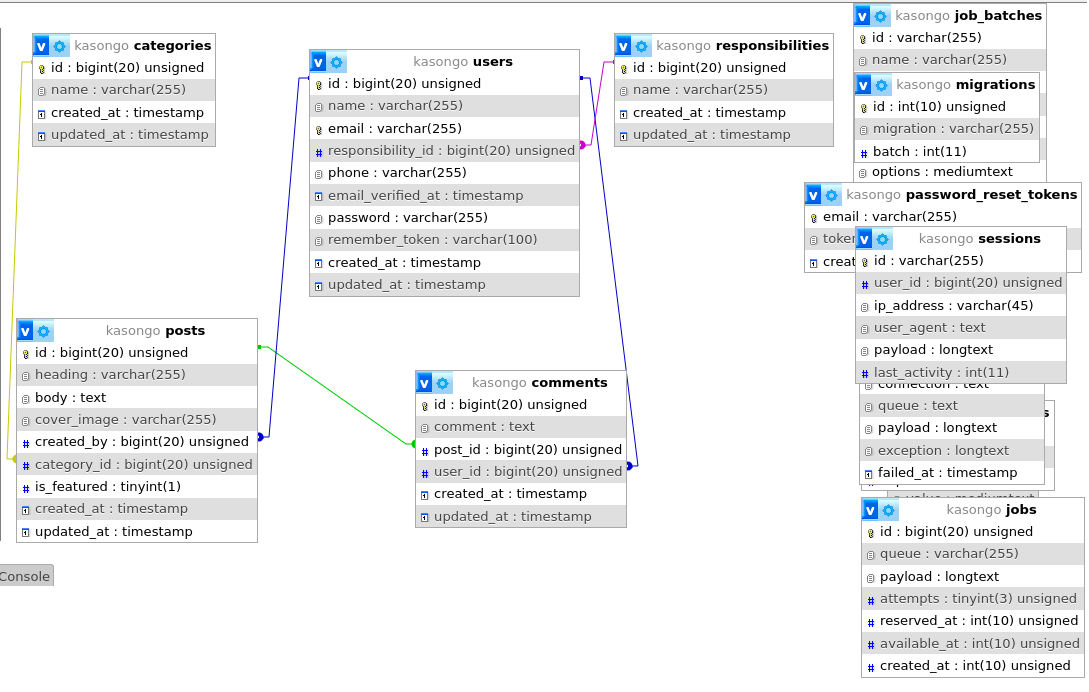 kasongo categories
id : bigint(20) unsigned
name : varchar(255)
created_at : timestamp
updated_at : timestamp
kasongo users
id : bigint(20) unsigned
name : varchar(255)
email : varchar(255)
responsibility_id : bigint(20) unsigned
phone : varchar(255)
email_verified_at : timestamp
password : varchar(255)
remember_token : varchar(100)
created_at : timestamp
updated_at : timestamp
kasongo responsibilities
id : bigint(20) unsigned
name : varchar(255)
created_at : timestamp
updated_at : timestamp
kasongo posts
id : bigint(20) unsigned
heading : varchar(255)
body : text
cover_image : varchar(255)
created_by : bigint(20) unsigned
category_id : bigint(20) unsigned
is_featured : tinyint(1)
created_at : timestamp
updated_at : timestamp
kasongo comments
id : bigint(20) unsigned
comment : text
post_id : bigint(20) unsigned
user_id : bigint(20) unsigned
created_at : timestamp
updated_at : timestamp
kasongo job_batches
id : varchar(255)
name : varchar(255)
kasongo migrations
id : int(10) unsigned
migration : varchar(255)
batch : int(11)
options : mediumtext
kasongo password_reset_tokens
email : varchar(255)
kasongo sessions
id : varchar(255)
user_id : bigint(20) unsigned
ip_address : varchar(45)
user_agent : text
payload : longtext
last_activity : int(11)
connection : text
queue : text
payload : longtext
exception : longtext
failed_at : timestamp
value : mediumtext
kasongo jobs
id : bigint(20) unsigned
queue : varchar(255)
payload : longtext
attempts : tinyint(3) unsigned
reserved_at : int(10) unsigned
available_at : int(10) unsigned
created_at : int(10) unsigned
Console